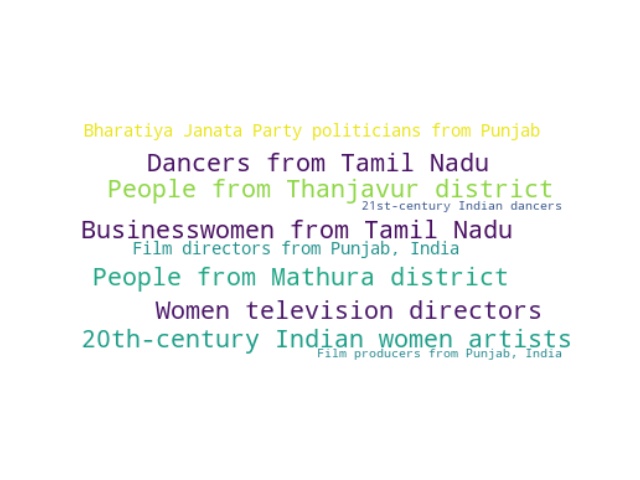 Bharatiya Janata Party politicians from Punjab
Dancers from Tamil Nadu
People from Thanjavur district
21st-century Indian dancers
Businesswomen from Tamil Nadu
Film directors from Punjab, India
People from Mathura district
Women television directors
20th-century Indian women artists
Film producers from Punjab, India